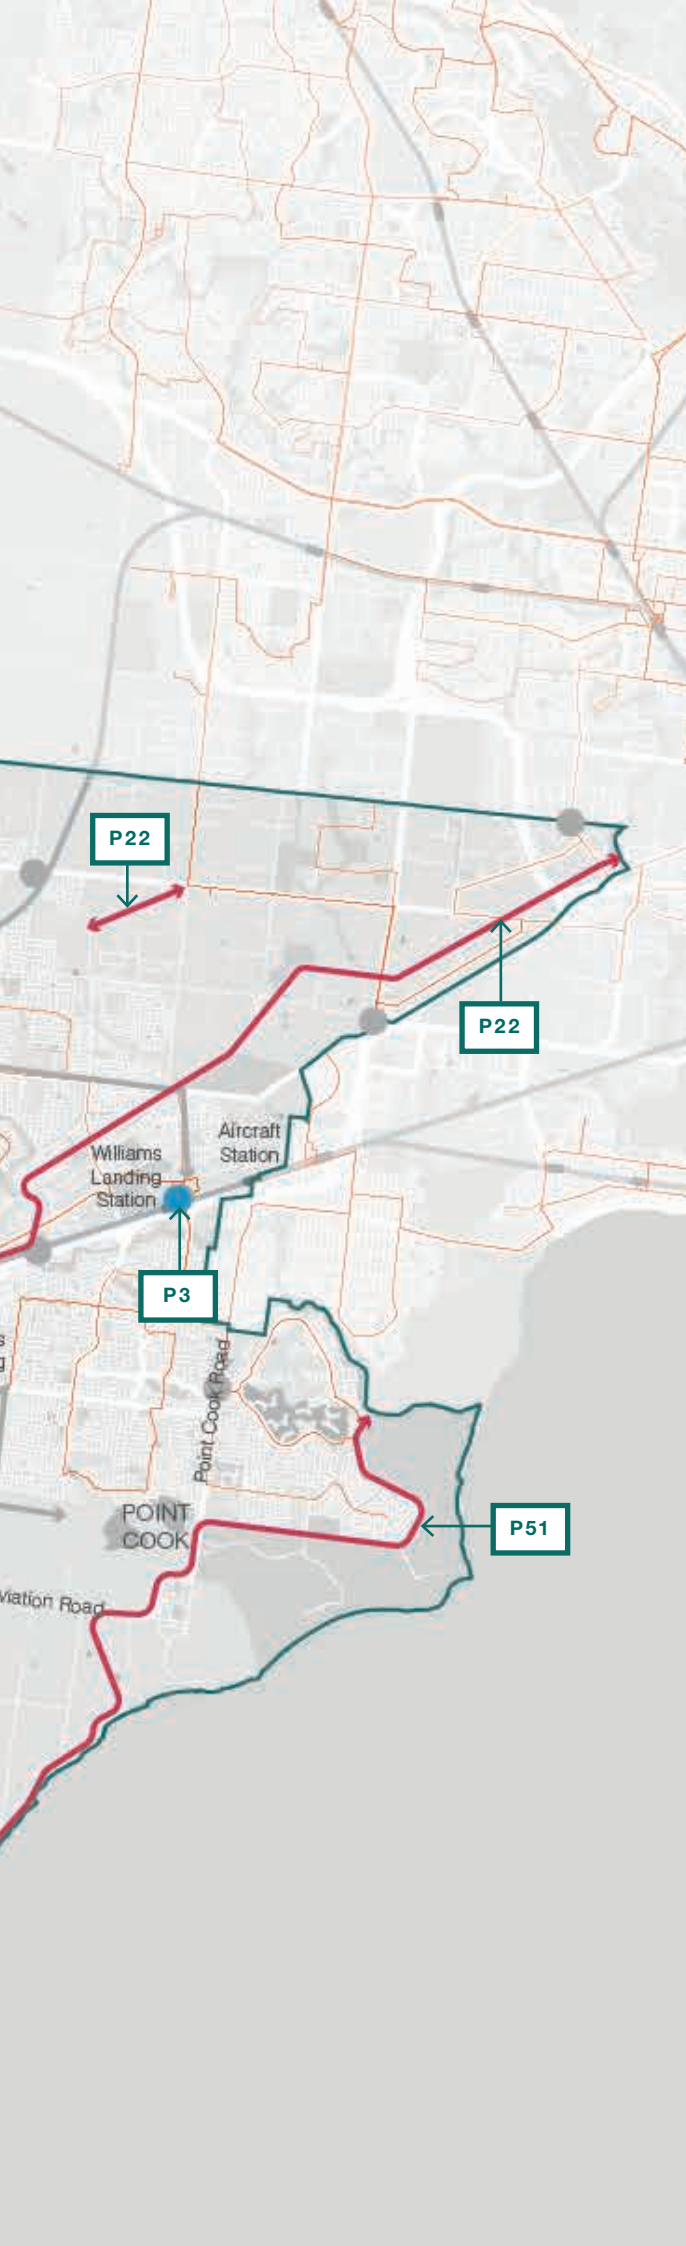 P22
P22
Aircraft
Station
Williams
Landing
Station
P3
s
g
Point Cook Road
P51
POINT
COOK
viation Road